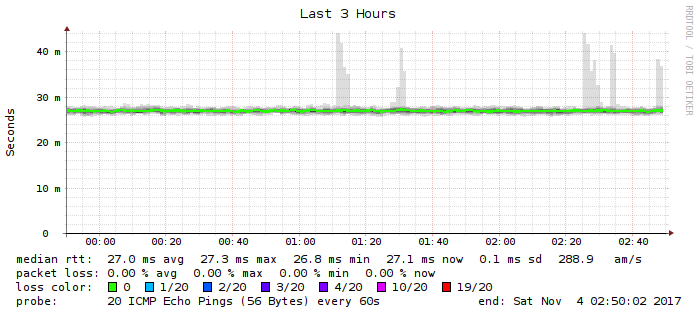 Last 3 Hours
RRDTOOL / TOBI OETIKER
Seconds
40 m
30 m
20 m
10 m
0
00:00 00:20 00:40 01:00 01:20 01:40 02:00 02:20 02:40
median rtt: 27.0 ms avg 27.3 ms max 26.8 ms min 27.1 ms now 0.1 ms sd 288.9 am/s
packet loss: 0.00 % avg 0.00 % max 0.00 % min 0.00 % now
loss color: 0 1/20 2/20 3/20 4/20 10/20 19/20
probe: 20 ICMP Echo Pings (56 Bytes) every 60s end: Sat Nov 4 02:50:02 2017